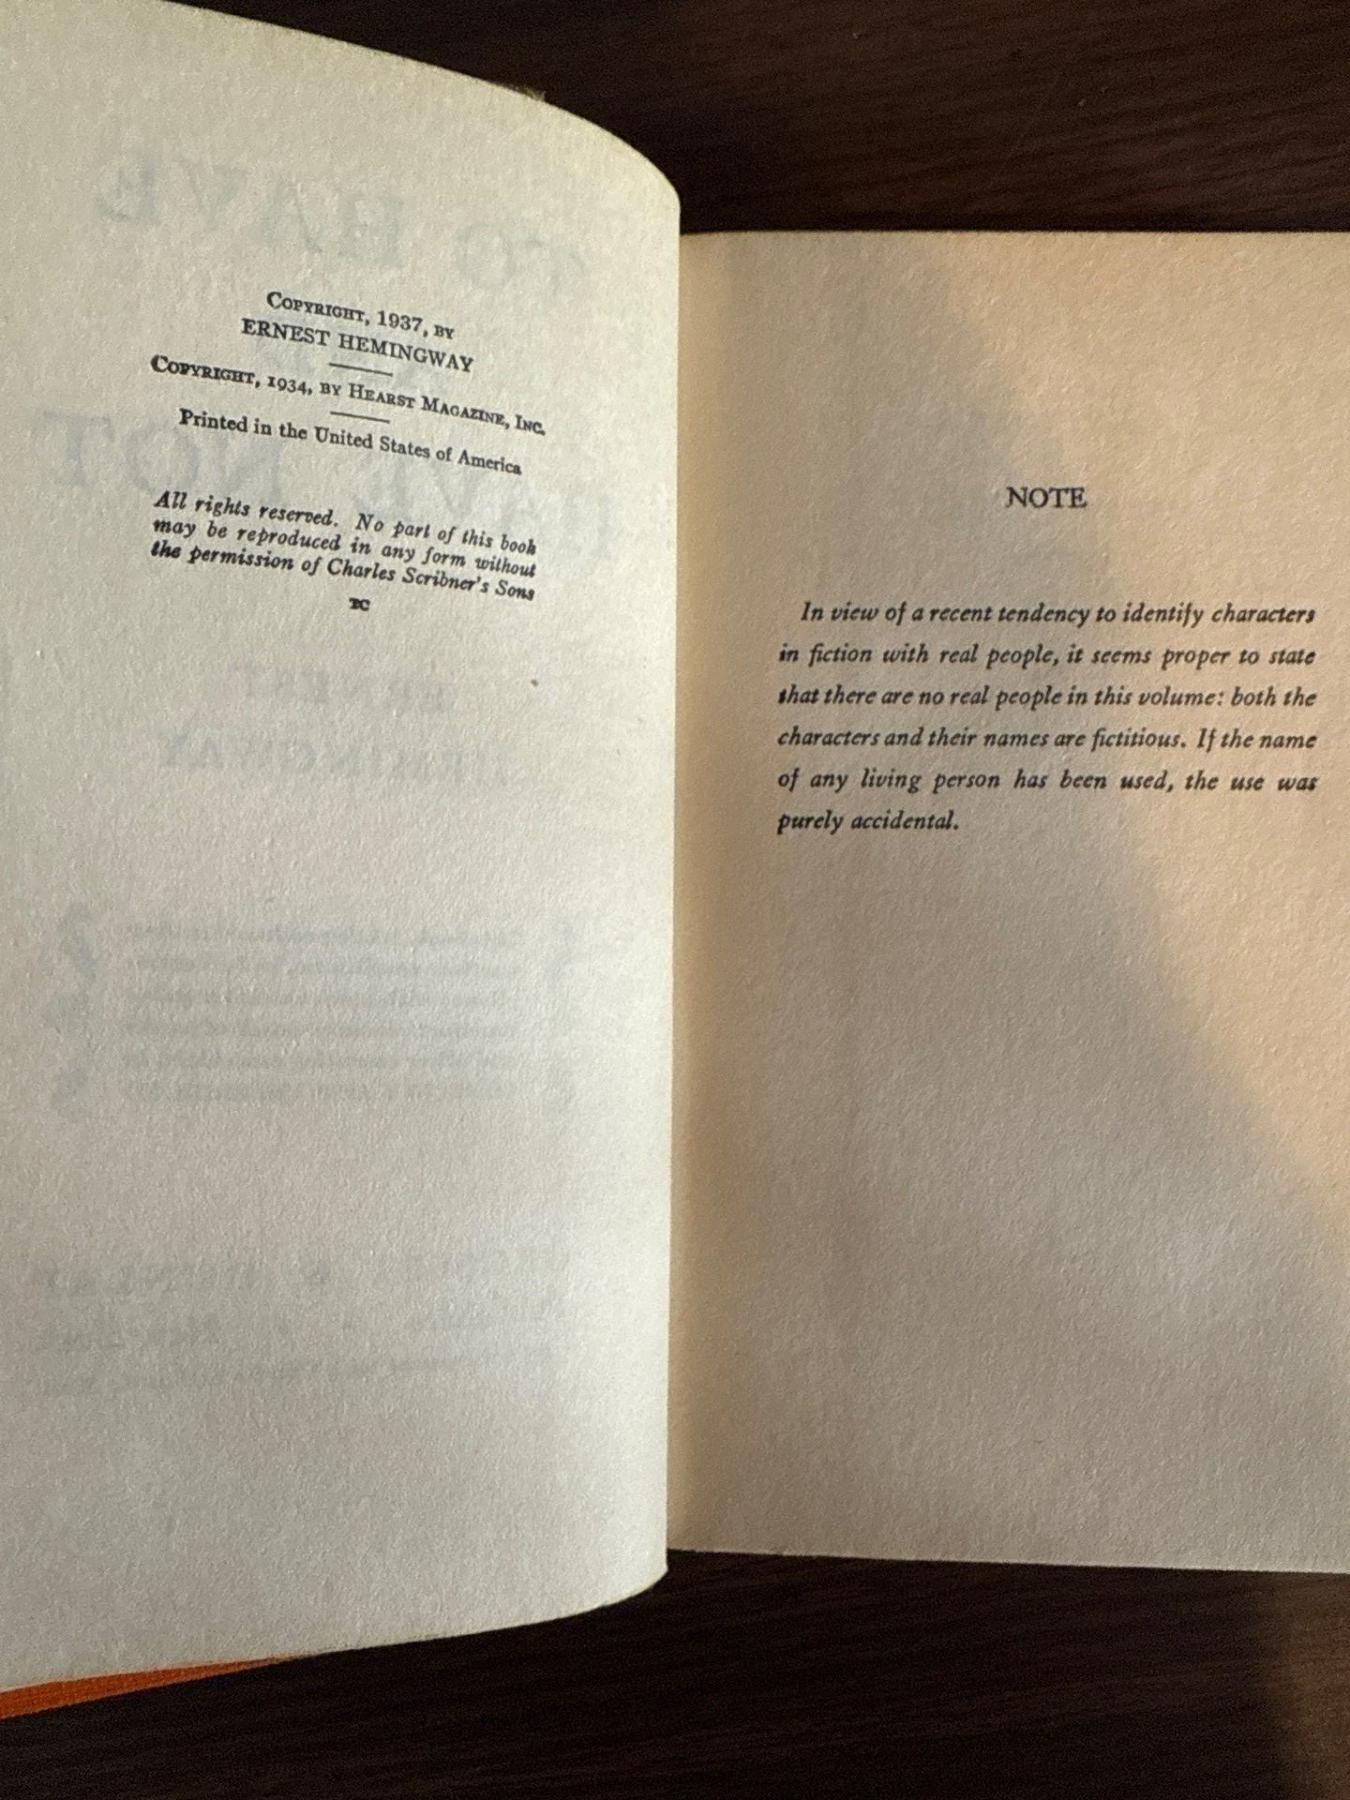 COPYRIGHT, 1937, BY
ERNEST HEMINGWAY
COPYRIGHT, 1934, BY HEARST MAGAZINE, INC.
Printed in the United States of America
All rights reserved. No part of this book
may be reproduced in any form without
the permission of Charles Scribner's Sons
TO HAVE
NOT
NOTE
In view of a recent tendency to identify characters
in fiction with real people, it seems proper to state
that there are no real people in this volume: both the
characters and their names are fictitious. If the name
of any living person has been used, the use was
purely accidental.